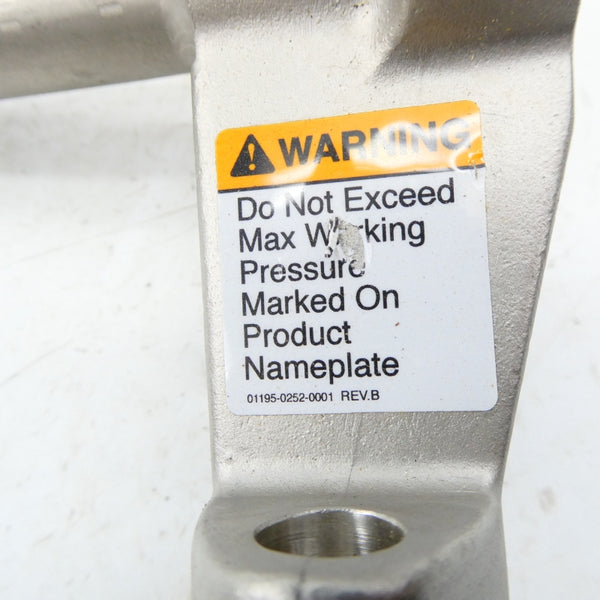 WARNING
Do Not Exceed
Max Working
Pressure
Marked On
Product
Nameplate
01195-0252-0001 REV.B